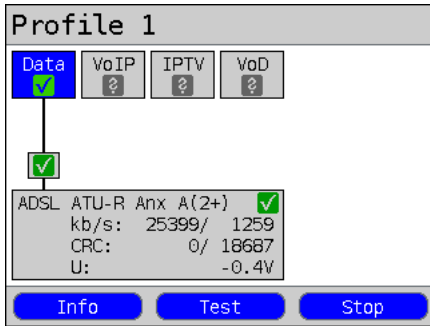 Profile 1
Data VoIP IPTV VoD
? ? ?
ADSL ATU-R Anx A(2+)
kb/s: 25399/ 1259
CRC: 0/ 18687
U: -0.4V
Info Test Stop